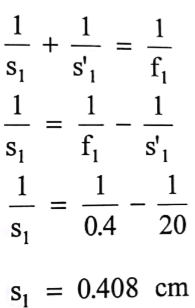 1/s₁ + 1/s'₁ = 1/f₁
1/s₁ = 1/f₁ - 1/s'₁
1/s₁ = 1/0.4 - 1/20
s₁ = 0.408 cm